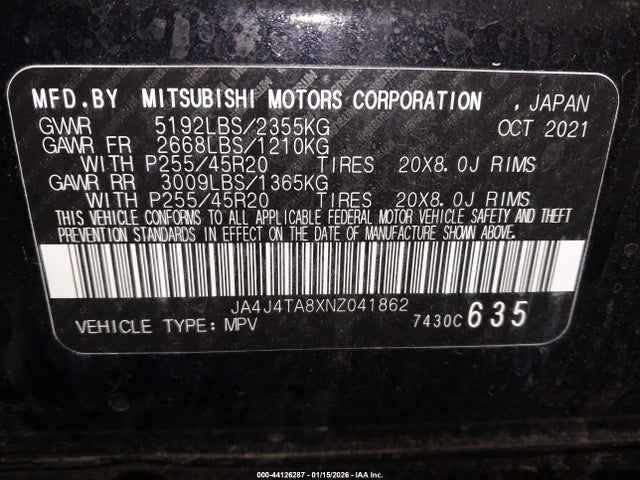 MFD.BY MITSUBISHI MOTORS CORPORATION , JAPAN
GVWR 5192LBS/2355KG OCT 2021
GAWR FR 2668LBS/1210KG
WITH P255/45R20 TIRES 20X8.0J RIMS
GAWR RR 3009LBS/1365KG
WITH P255/45R20 TIRES 20X8.0J RIMS
THIS VEHICLE CONFORMS TO ALL APPLICABLE FEDERAL MOTOR VEHICLE SAFETY AND THEFT
PREVENTION STANDARDS IN EFFECT ON THE DATE OF MANUFACTURE SHOWN ABOVE.
JA4J4TA8XNZ041862
VEHICLE TYPE: MPV 7430C 635
000-44126287 - 01/15/2026 - IAA Inc.